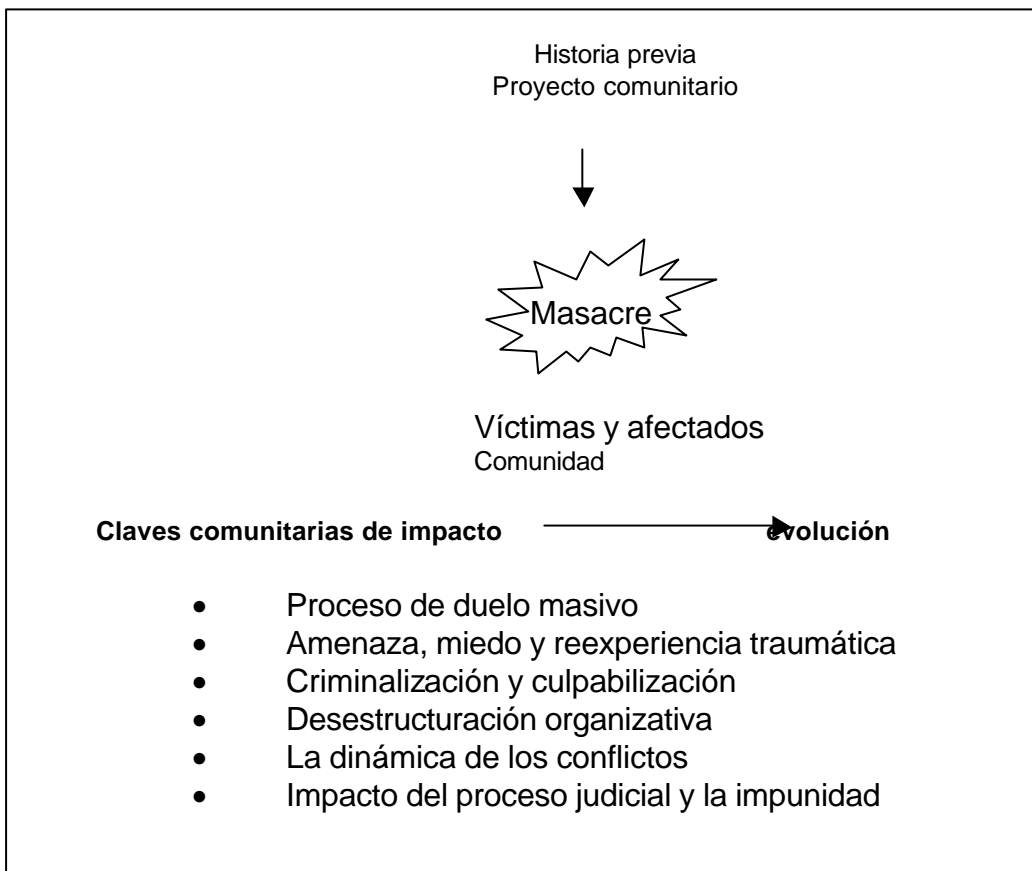 Historia previa
Proyecto comunitario
Masacre
Víctimas y afectados
Comunidad
Claves comunitarias de impacto evolución
• Proceso de duelo masivo
• Amenaza, miedo y reexperiencia traumática
• Criminalización y culpabilización
• Desestructuración organizativa
• La dinámica de los conflictos
• Impacto del proceso judicial y la impunidad